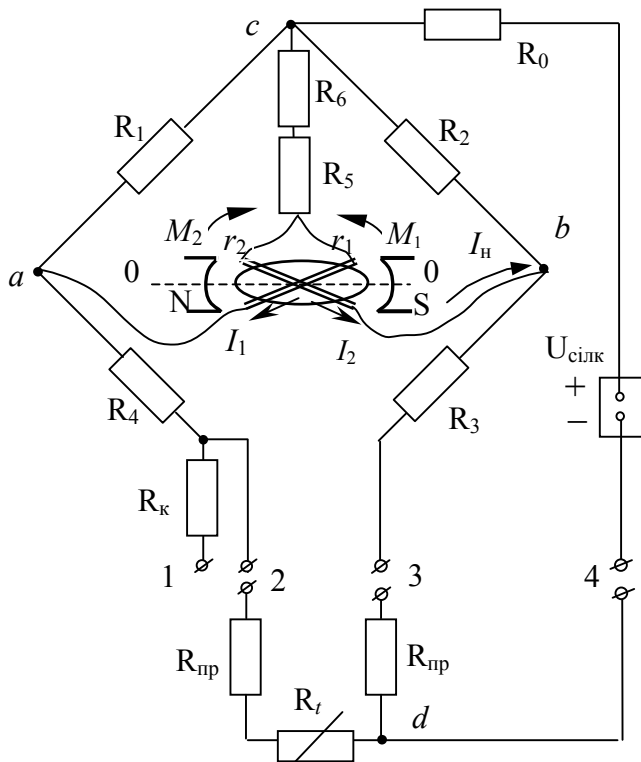 c
R₀
R₆
R₁
R₂
R₅
M₂
M₁
r₂
r₁
b
Iн
a
0
0
N
S
I₁
I₂
Uсілк
+
−
R₄
R₃
Rк
1
2
3
4
Rпр
Rпр
Rt
d